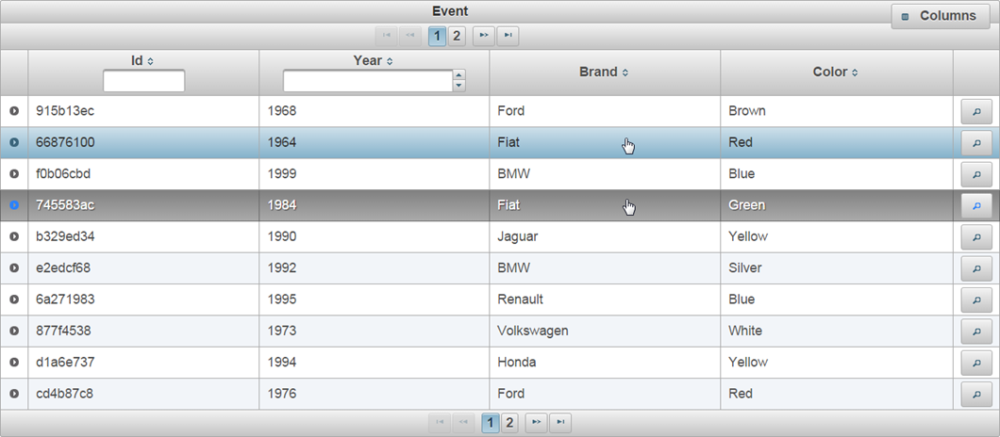 Event
Columns
1 2
Id Year Brand Color
915b13ec 1968 Ford Brown
66876100 1964 Fiat Red
f0b06cbd 1999 BMW Blue
745583ac 1984 Fiat Green
b329ed34 1990 Jaguar Yellow
e2edcf68 1992 BMW Silver
6a271983 1995 Renault Blue
877f4538 1973 Volkswagen White
d1a6e737 1994 Honda Yellow
cd4b87c8 1976 Ford Red
1 2